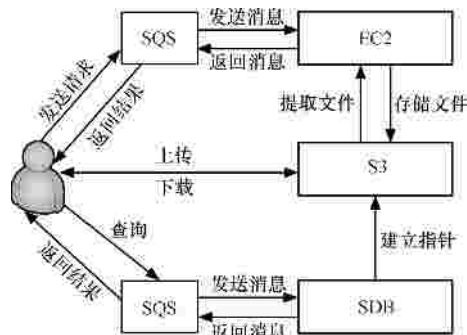 发送消息
SQS
EC2
返回消息
发送请求
返回结果
提取文件
存储文件
上传
S3
下载
查询
返回结果
建立指针
发送消息
SQS
SDB
返回消息